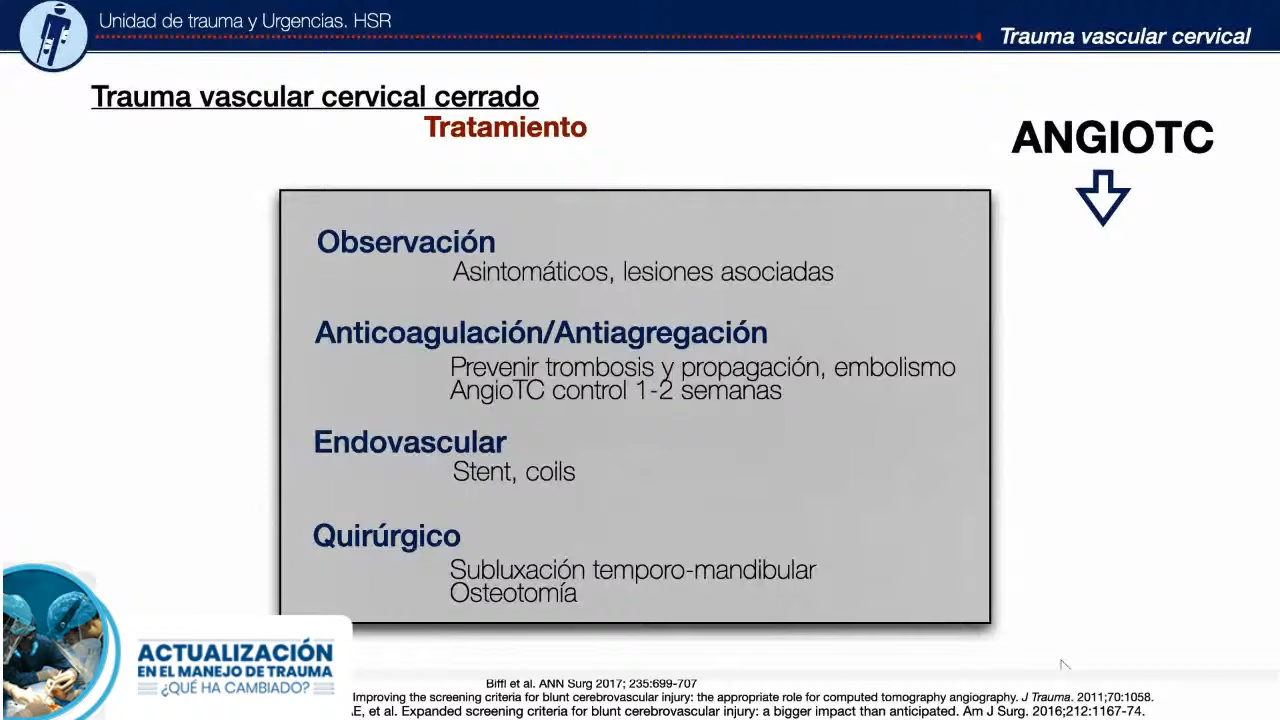 Unidad de trauma y Urgencias. HSR
Trauma vascular cervical
Trauma vascular cervical cerrado
Tratamiento
ANGIOTC
Observación
Asintomáticos, lesiones asociadas
Anticoagulación/Antiagregación
Prevenir trombosis y propagación, embolismo
AngioTC control 1-2 semanas
Endovascular
Stent, coils
Quirúrgico
Subluxación temporo-mandibular
Osteotomía
ACTUALIZACIÓN
EN EL MANEJO DE TRAUMA
¿QUÉ HA CAMBIADO?
Biffl et al. ANN Surg 2017; 235:699-707
Improving the screening criteria for blunt cerebrovascular injury: the appropriate role for computed tomography angiography. J Trauma. 2011;70:1058.
E, et al. Expanded screening criteria for blunt cerebrovascular injury: a bigger impact than anticipated. Am J Surg. 2016;212:1167-74.